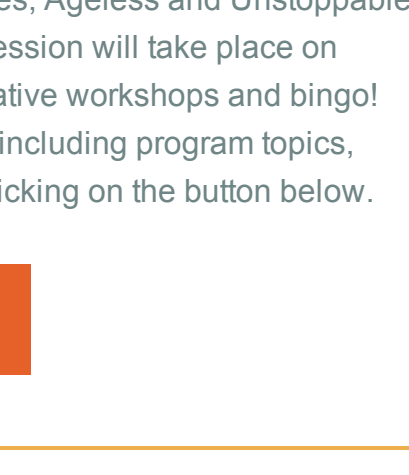 Ageless and Unstoppable
ession will take place on
ative workshops and bingo!
including program topics,
icking on the button below.